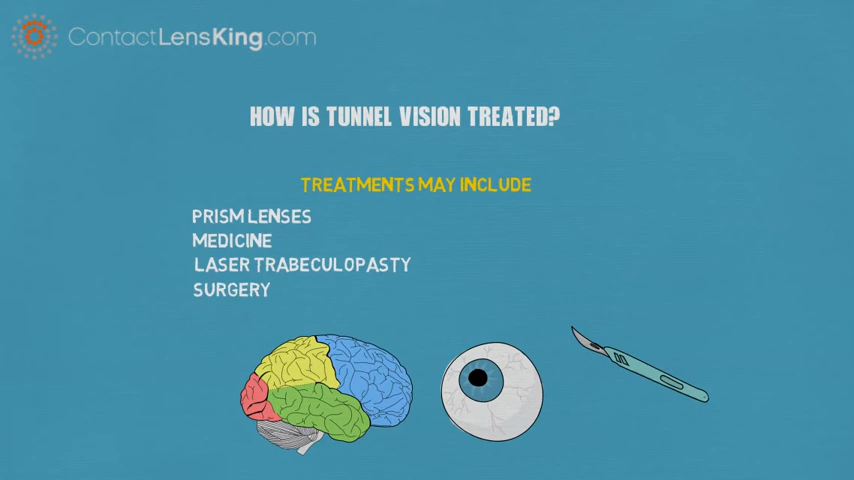 ContactLensKing.com
HOW IS TUNNEL VISION TREATED?
TREATMENTS MAY INCLUDE
PRISM LENSES
MEDICINE
LASER TRABECULOPASTY
SURGERY